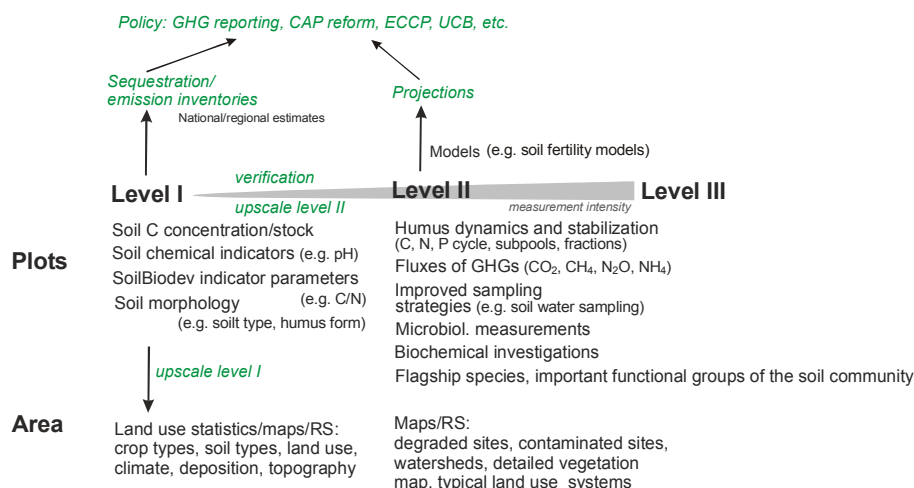 Policy: GHG reporting, CAP reform, ECCP, UCB, etc.
Sequestration/
emission inventories
National/regional estimates
Projections
Models (e.g. soil fertility models)
verification
Level I
Level II
Level III
upscale level II
measurement intensity
Plots
Soil C concentration/stock
Soil chemical indicators (e.g. pH)
SoilBiodev indicator parameters
(e.g. C/N)
Soil morphology
(e.g. soilt type, humus form)
Humus dynamics and stabilization
(C, N, P cycle, subpools, fractions)
Fluxes of GHGs (CO₂, CH₄, N₂O, NH₄)
Improved sampling
strategies (e.g. soil water sampling)
Microbiol. measurements
Biochemical investigations
Flagship species, important functional groups of the soil community
upscale level I
Area
Land use statistics/maps/RS:
crop types, soil types, land use,
climate, deposition, topography
Maps/RS:
degraded sites, contaminated sites,
watersheds, detailed vegetation
map, typical land use systems